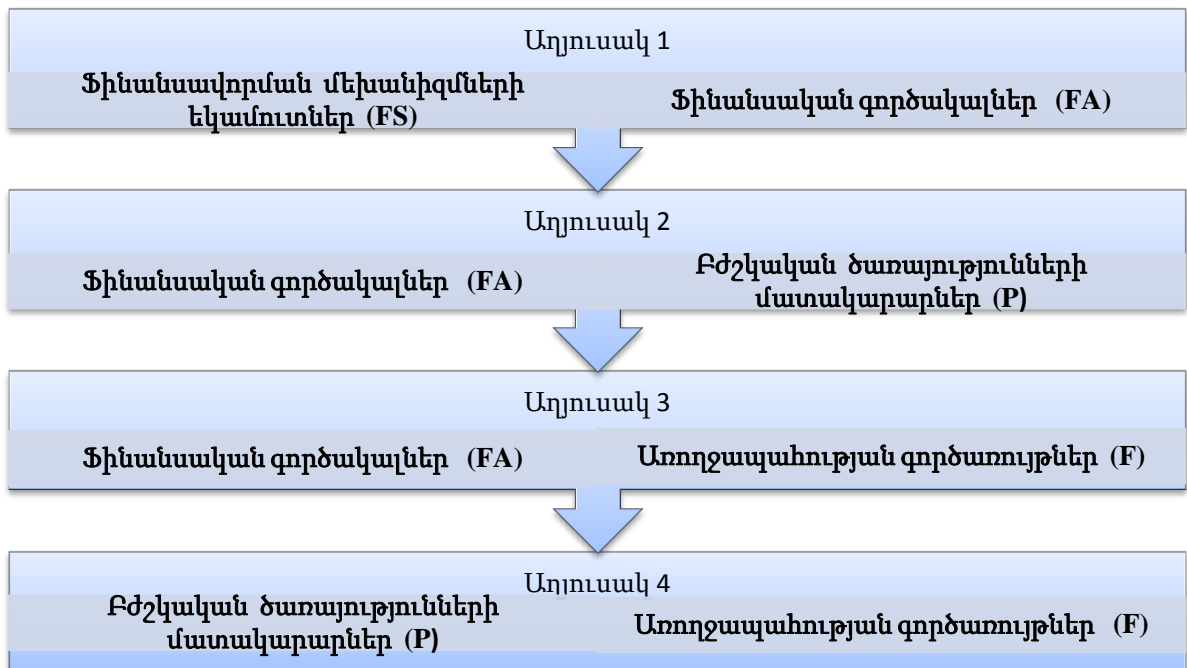 Աղյուսակ 1
Ֆինանսավորման մեխանիզմների
եկամուտներ (FS)
Ֆինանսական գործակալներ (FA)
Աղյուսակ 2
Ֆինանսական գործակալներ (FA)
Բժշկական ծառայությունների
մատակարարներ (P)
Աղյուսակ 3
Ֆինանսական գործակալներ (FA)
Առողջապահության գործառույթներ (F)
Աղյուսակ 4
Բժշկական ծառայությունների
մատակարարներ (P)
Առողջապահության գործառույթներ (F)